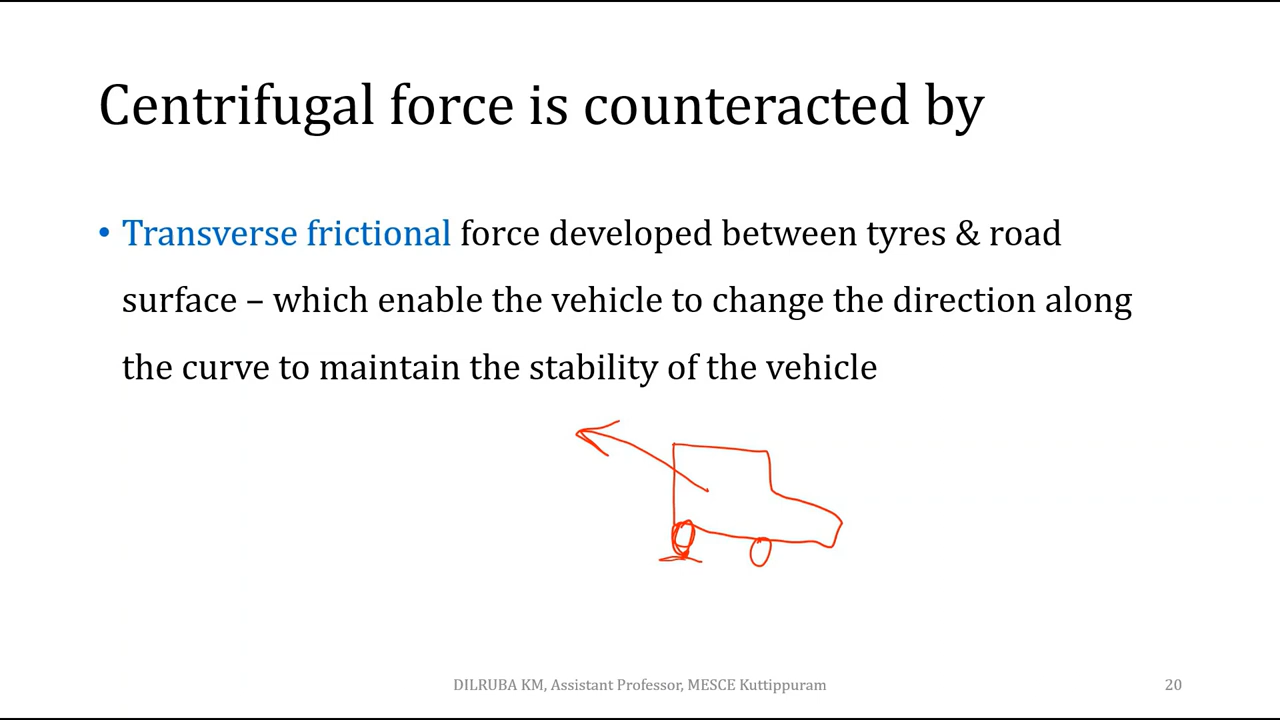 Centrifugal force is counteracted by
• Transverse frictional force developed between tyres & road
surface – which enable the vehicle to change the direction along
the curve to maintain the stability of the vehicle
DILRUBA KM, Assistant Professor, MESCE Kuttippuram
20